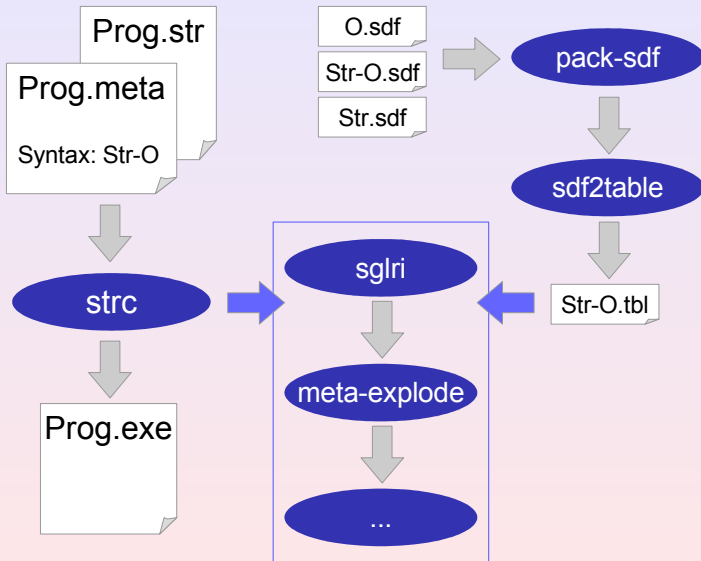 Prog.str
Prog.meta
Syntax: Str-O
strc
Prog.exe
O.sdf
Str-O.sdf
Str.sdf
pack-sdf
sdf2table
Str-O.tbl
sglri
meta-explode
...